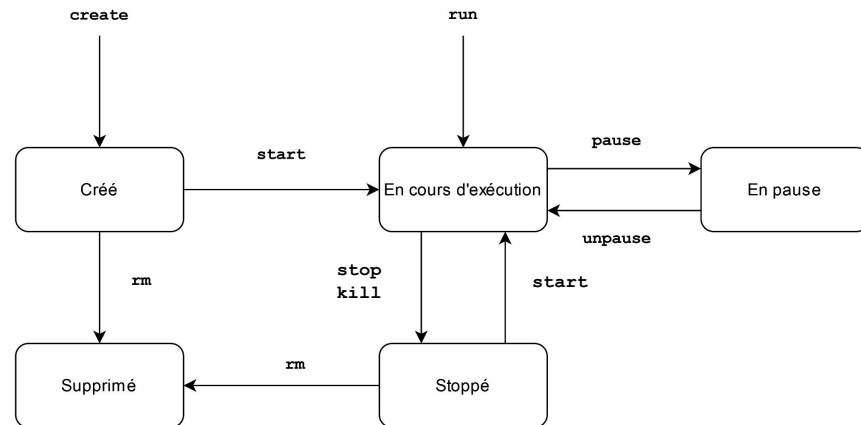 create
run
start
pause
Créé
En cours d'exécution
En pause
unpause
rm
stop
kill
start
rm
Supprimé
Stoppé